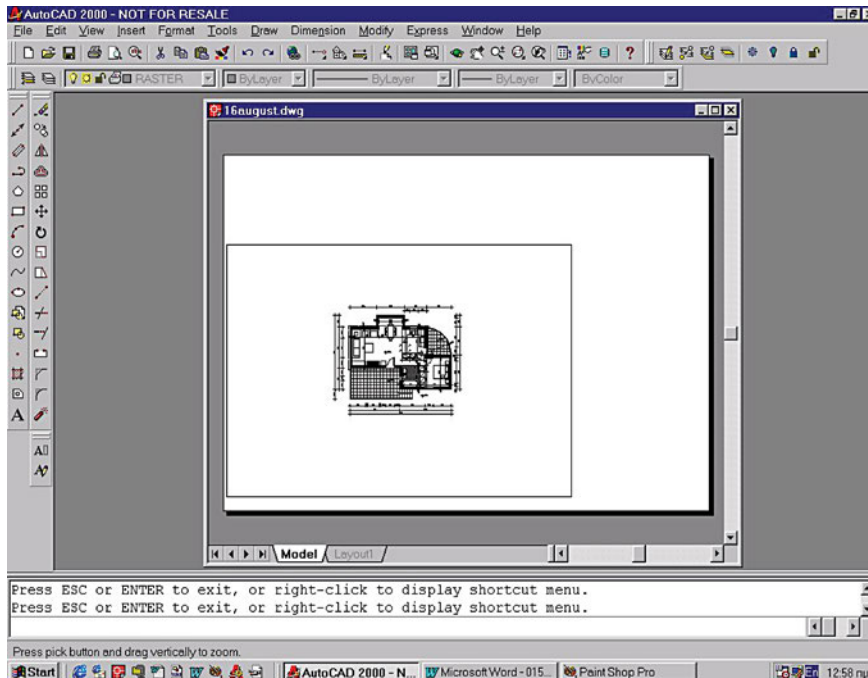 AutoCAD 2000 - NOT FOR RESALE
File Edit View Insert Format Tools Draw Dimension Modify Express Window Help
RASTER ByLayer ByLayer ByLayer ByColor
16august.dwg
A
A
Model Layout1
Press ESC or ENTER to exit, or right-click to display shortcut menu.
Press ESC or ENTER to exit, or right-click to display shortcut menu.
Press pick button and drag vertically to zoom.
Start AutoCAD 2000 - N... Microsoft Word - 015... Paint Shop Pro En 12:58 πμ